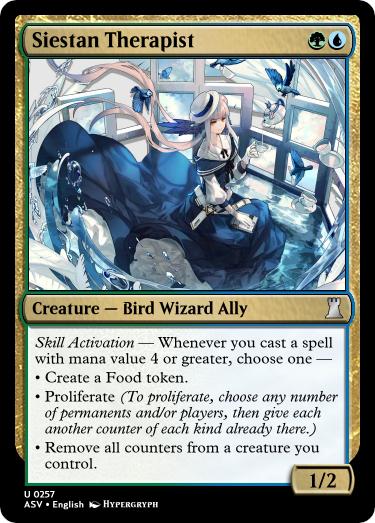 Siestan Therapist
Creature — Bird Wizard Ally
Skill Activation — Whenever you cast a spell
with mana value 4 or greater, choose one —
• Create a Food token.
• Proliferate (To proliferate, choose any number
of permanents and/or players, then give each
another counter of each kind already there.)
• Remove all counters from a creature you
control.
1/2
U 0257
ASV • English HYPERGRYPH